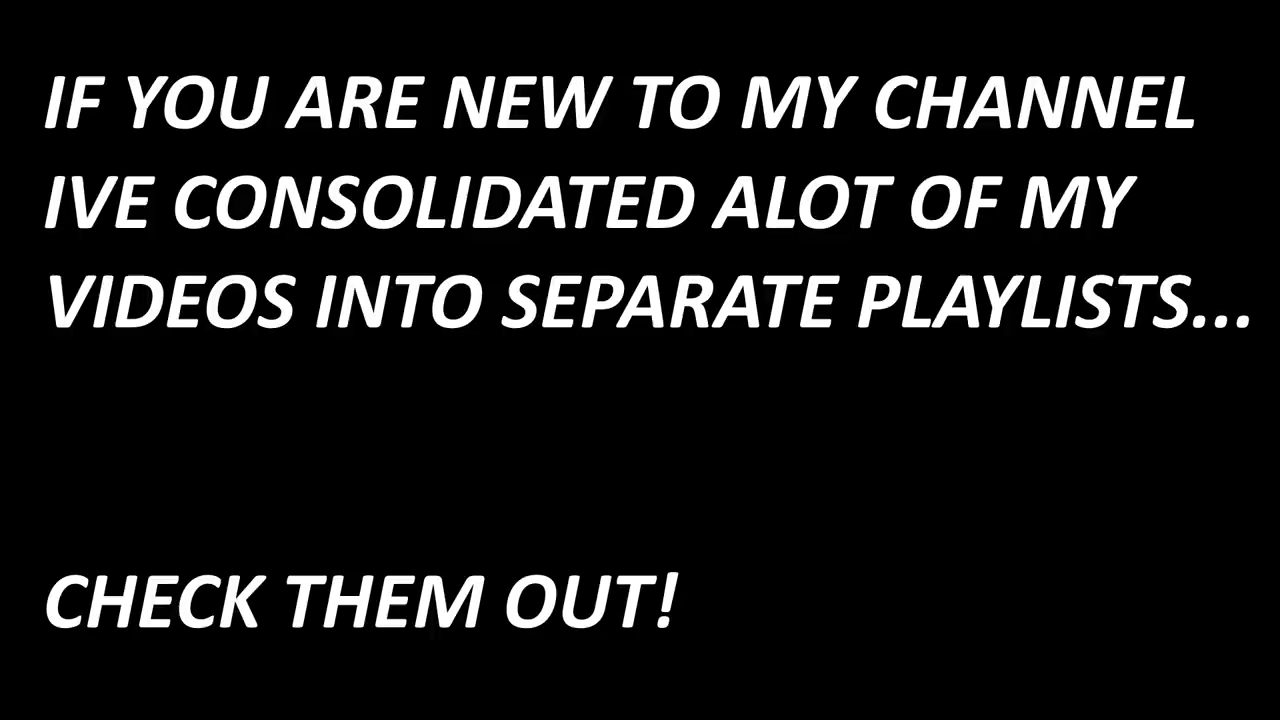 IF YOU ARE NEW TO MY CHANNEL
IVE CONSOLIDATED ALOT OF MY
VIDEOS INTO SEPARATE PLAYLISTS...
CHECK THEM OUT!